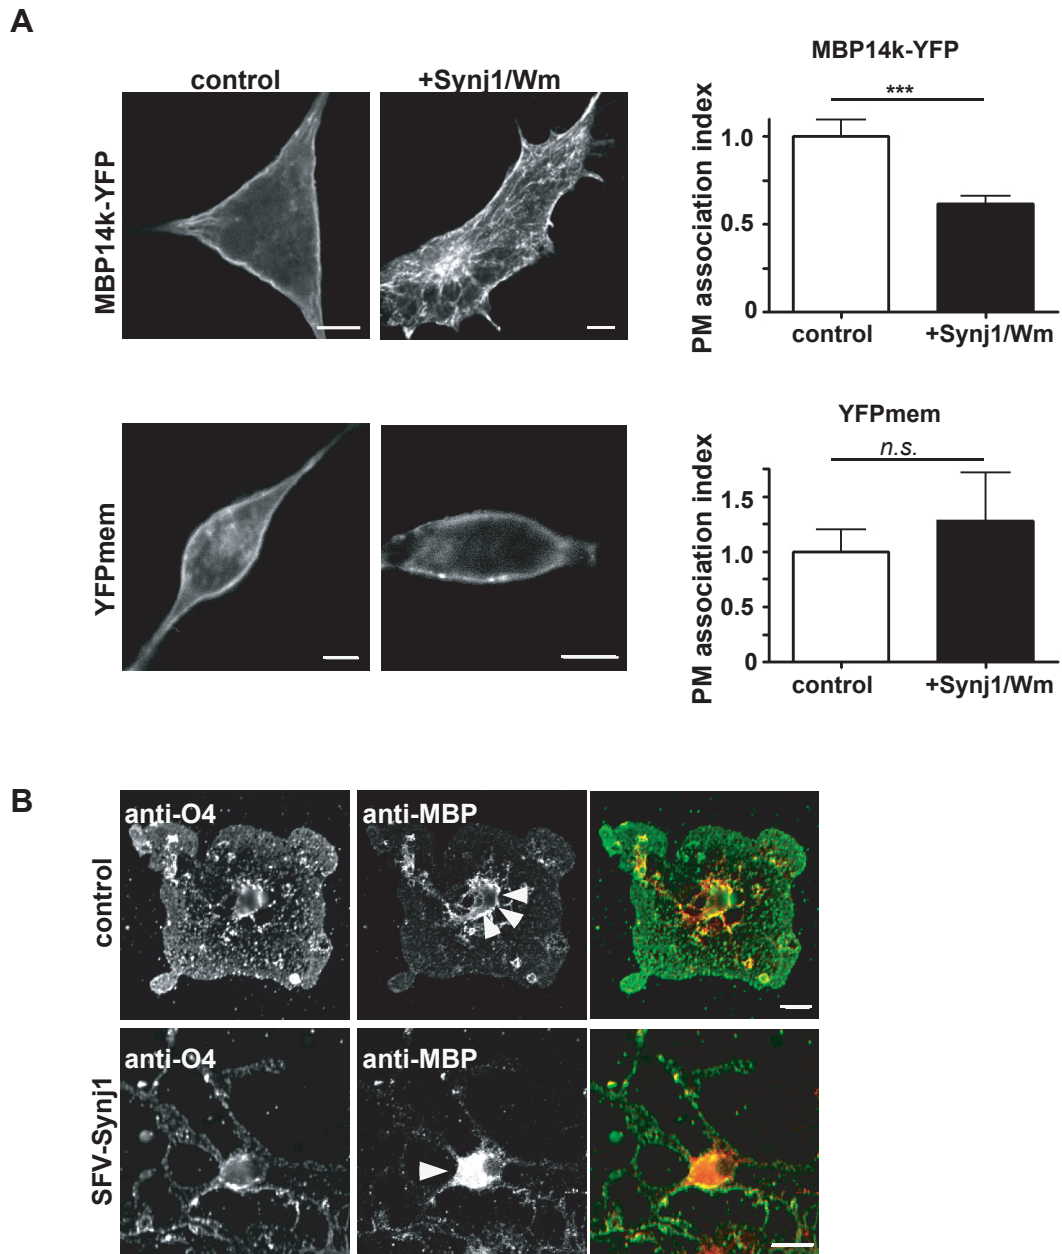 A
control
+Synj1/Wm
MBP14k-YFP
MBP14k-YFP
***
PM association index
1.0
0.5
0
control
+Synj1/Wm
YFPmem
YFPmem
n.s.
PM association index
1.5
1.0
0.5
0
control
+Synj1/Wm
B
control
anti-O4
anti-MBP
SFV-Synj1
anti-O4
anti-MBP